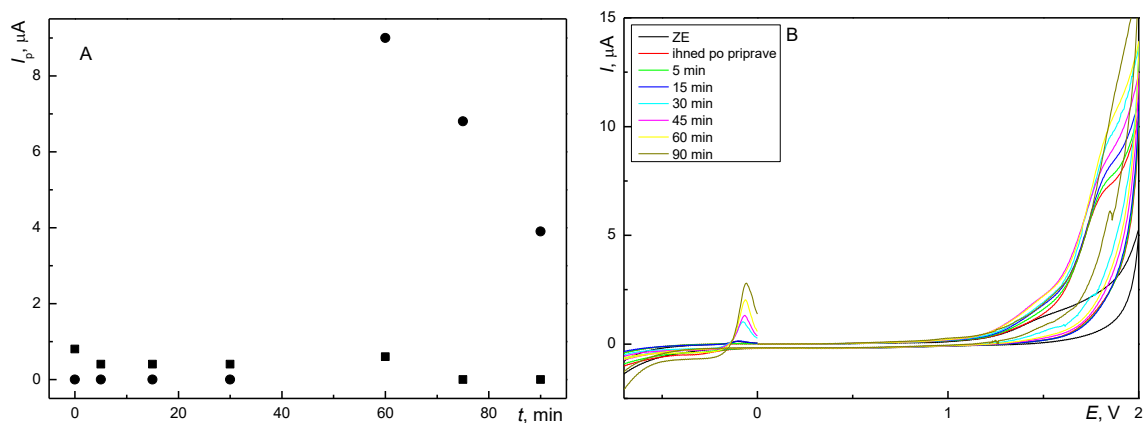 I_p, μA
A
8
6
4
2
0
0
20
40
60
80
t, min
I, μA
B
ZE
ihned po priprave
5 min
15 min
30 min
45 min
60 min
90 min
15
10
5
0
0
1
2
E, V